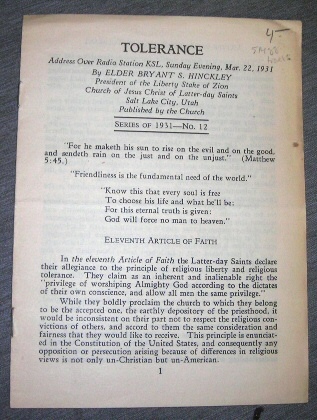 TOLERANCE
Address Over Radio Station KSL, Sunday Evening, Mar. 22, 1931
By ELDER BRYANT S. HINCKLEY
President of the Liberty Stake of Zion
Church of Jesus Christ of Latter-day Saints
Salt Lake City, Utah
Published by the Church
SERIES OF 1931—No. 12
"For he maketh his sun to rise on the evil and on the good,
and sendeth rain on the just and on the unjust." (Matthew
5:45.)
"Friendliness is the fundamental need of the world."
"Know this that every soul is free
To choose his life and what he'll be:
For this eternal truth is given:
God will force no man to heaven."
ELEVENTH ARTICLE OF FAITH
In the eleventh Article of Faith the Latter-day Saints declare
their allegiance to the principle of religious liberty and religious
tolerance. They claim as an inherent and inalienable right the
"privilege of worshiping Almighty God according to the dictates
of their own conscience, and allow all men the same privilege."
While they boldly proclaim the church to which they belong
to be the accepted one, the earthly depository of the priesthood, it
would be inconsistent on their part not to respect the convic-
tions of others, and accord to them the same consideration and
fairness that they would like to receive. This principle is enunciat-
ed in the Constitution of the United States, and consequently any
opposition or persecution arising because of differences in religious
views is not only un-Christian but un-American.
1